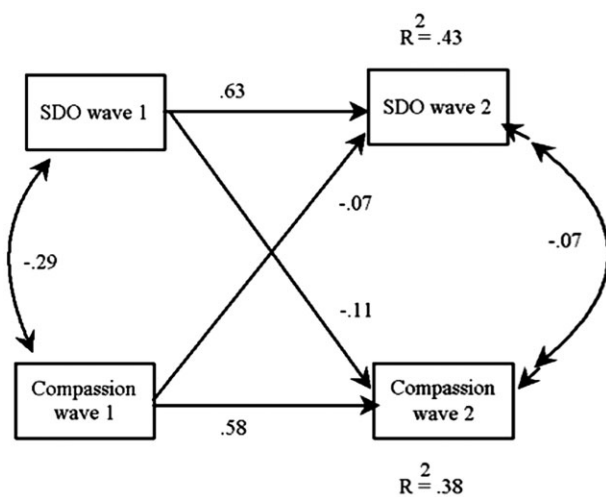 R² = .43
SDO wave 1
.63
SDO wave 2
-.07
-.07
-.29
-.11
Compassion
wave 1
.58
Compassion
wave 2
R² = .38